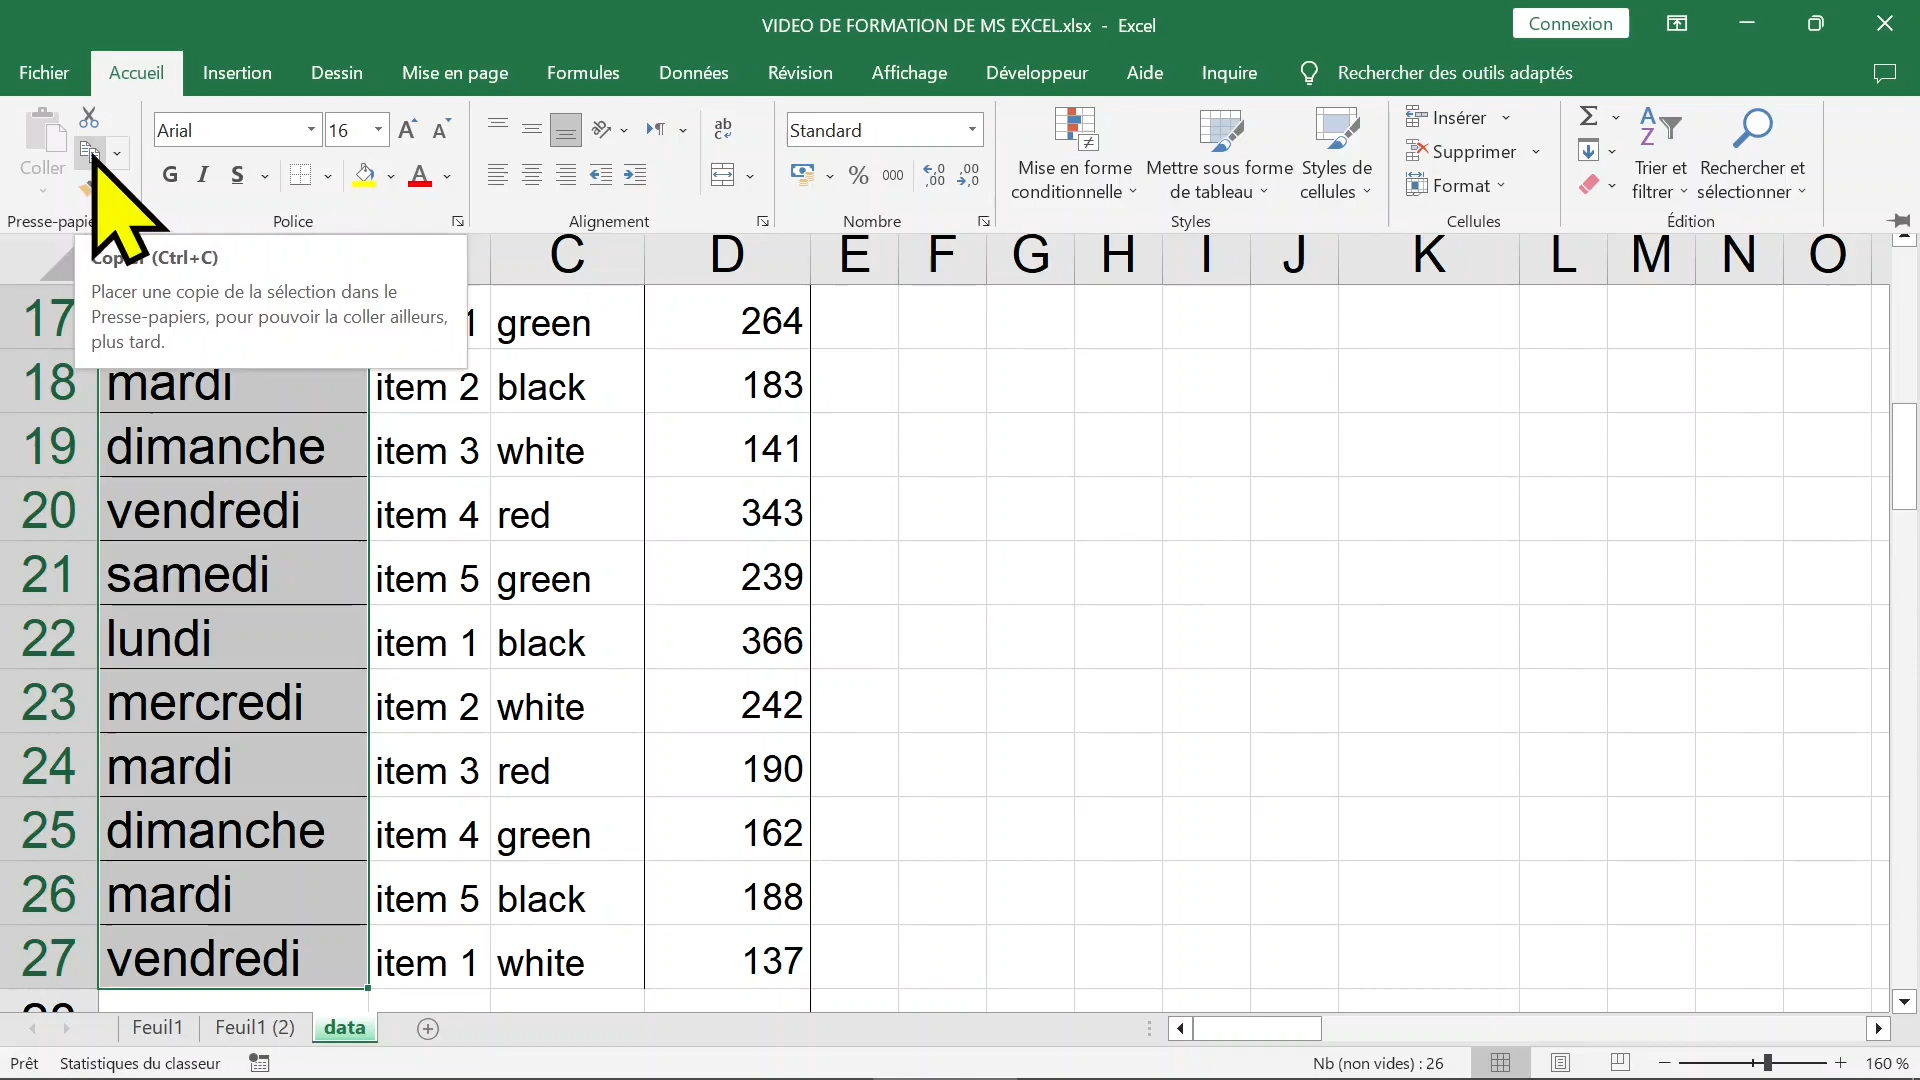 VIDEO DE FORMATION DE MS EXCEL.xlsx - Excel
Connexion
Fichier Accueil Insertion Dessin Mise en page Formules Données Révision Affichage Développeur Aide Inquire Rechercher des outils adaptés
Coller
Arial 16
G I S
ab
Standard
% 000
Mise en forme conditionnelle
Mettre sous forme de tableau
Styles de cellules
Insérer
Supprimer
Format
Trier et filtrer
Rechercher et sélectionner
Police Alignement Nombre Styles Cellules Édition
(Ctrl+C)
Placer une copie de la sélection dans le
Presse-papiers, pour pouvoir la coller ailleurs,
plus tard.
C D E F G H I J K L M N O
17 1 green 264
18 mardi item 2 black 183
19 dimanche item 3 white 141
20 vendredi item 4 red 343
21 samedi item 5 green 239
22 lundi item 1 black 366
23 mercredi item 2 white 242
24 mardi item 3 red 190
25 dimanche item 4 green 162
26 mardi item 5 black 188
27 vendredi item 1 white 137
Feuil1 Feuil1 (2) data
Prêt Statistiques du classeur Nb (non vides) : 26 160 %